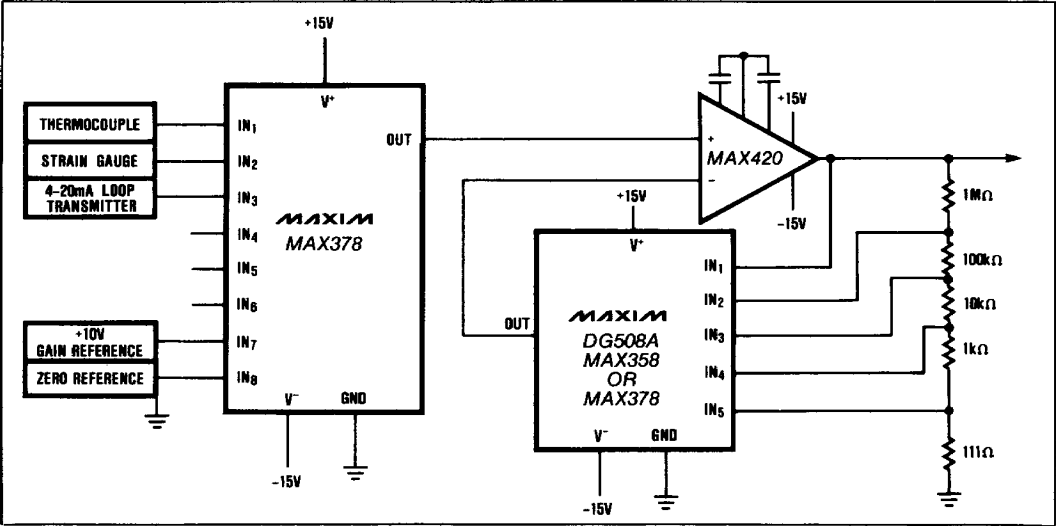 +15V
V+
THERMOCOUPLE
STRAIN GAUGE
4–20mA LOOP
TRANSMITTER
+10V
GAIN REFERENCE
ZERO REFERENCE
IN1
IN2
IN3
IN4
IN5
IN6
IN7
IN8
OUT
MAXIM
MAX378
V−
GND
−15V
+
−
MAX420
+15V
−15V
+15V
V+
OUT
MAXIM
DG508A
MAX358
OR
MAX378
IN1
IN2
IN3
IN4
IN5
V−
GND
−15V
1MΩ
100kΩ
10kΩ
1kΩ
111Ω